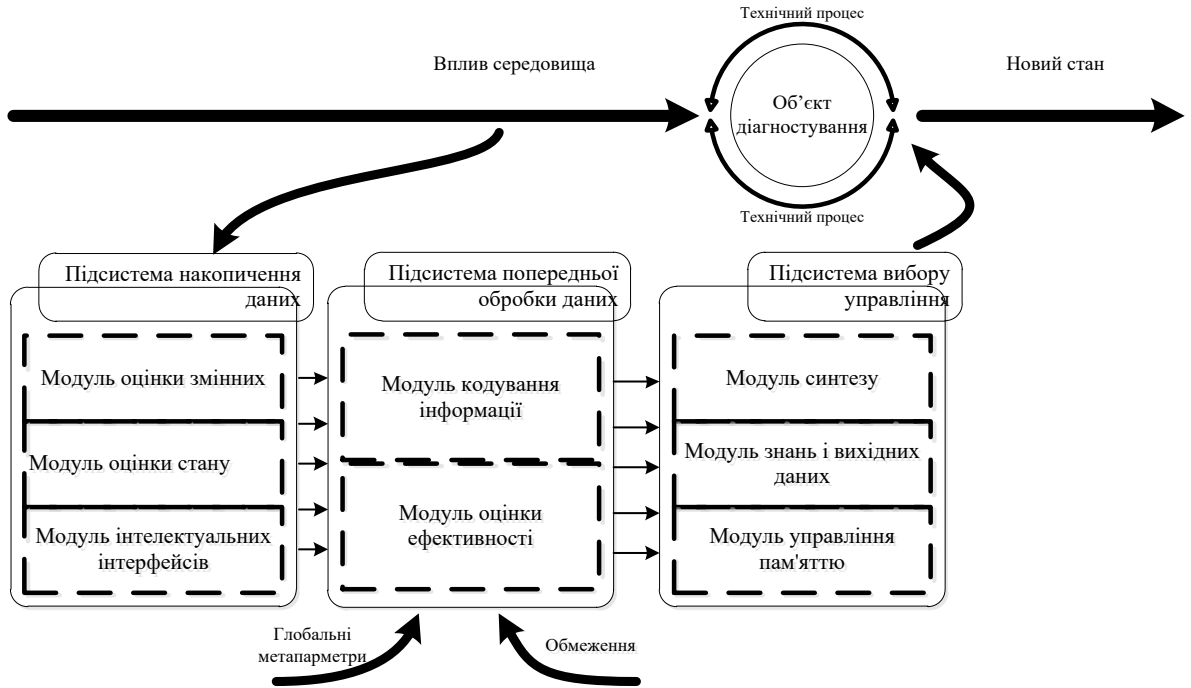 Технічний процес
Вплив середовища
Новий стан
Об’єкт
діагностування
Технічний процес
Підсистема накопичення
даних
Підсистема попередньої
обробки даних
Підсистема вибору
управління
Модуль оцінки змінних
Модуль оцінки стану
Модуль інтелектуальних
інтерфейсів
Модуль кодування
інформації
Модуль оцінки
ефективності
Модуль синтезу
Модуль знань і вихідних
даних
Модуль управління
пам'яттю
Глобальні
метапарметри
Обмеження